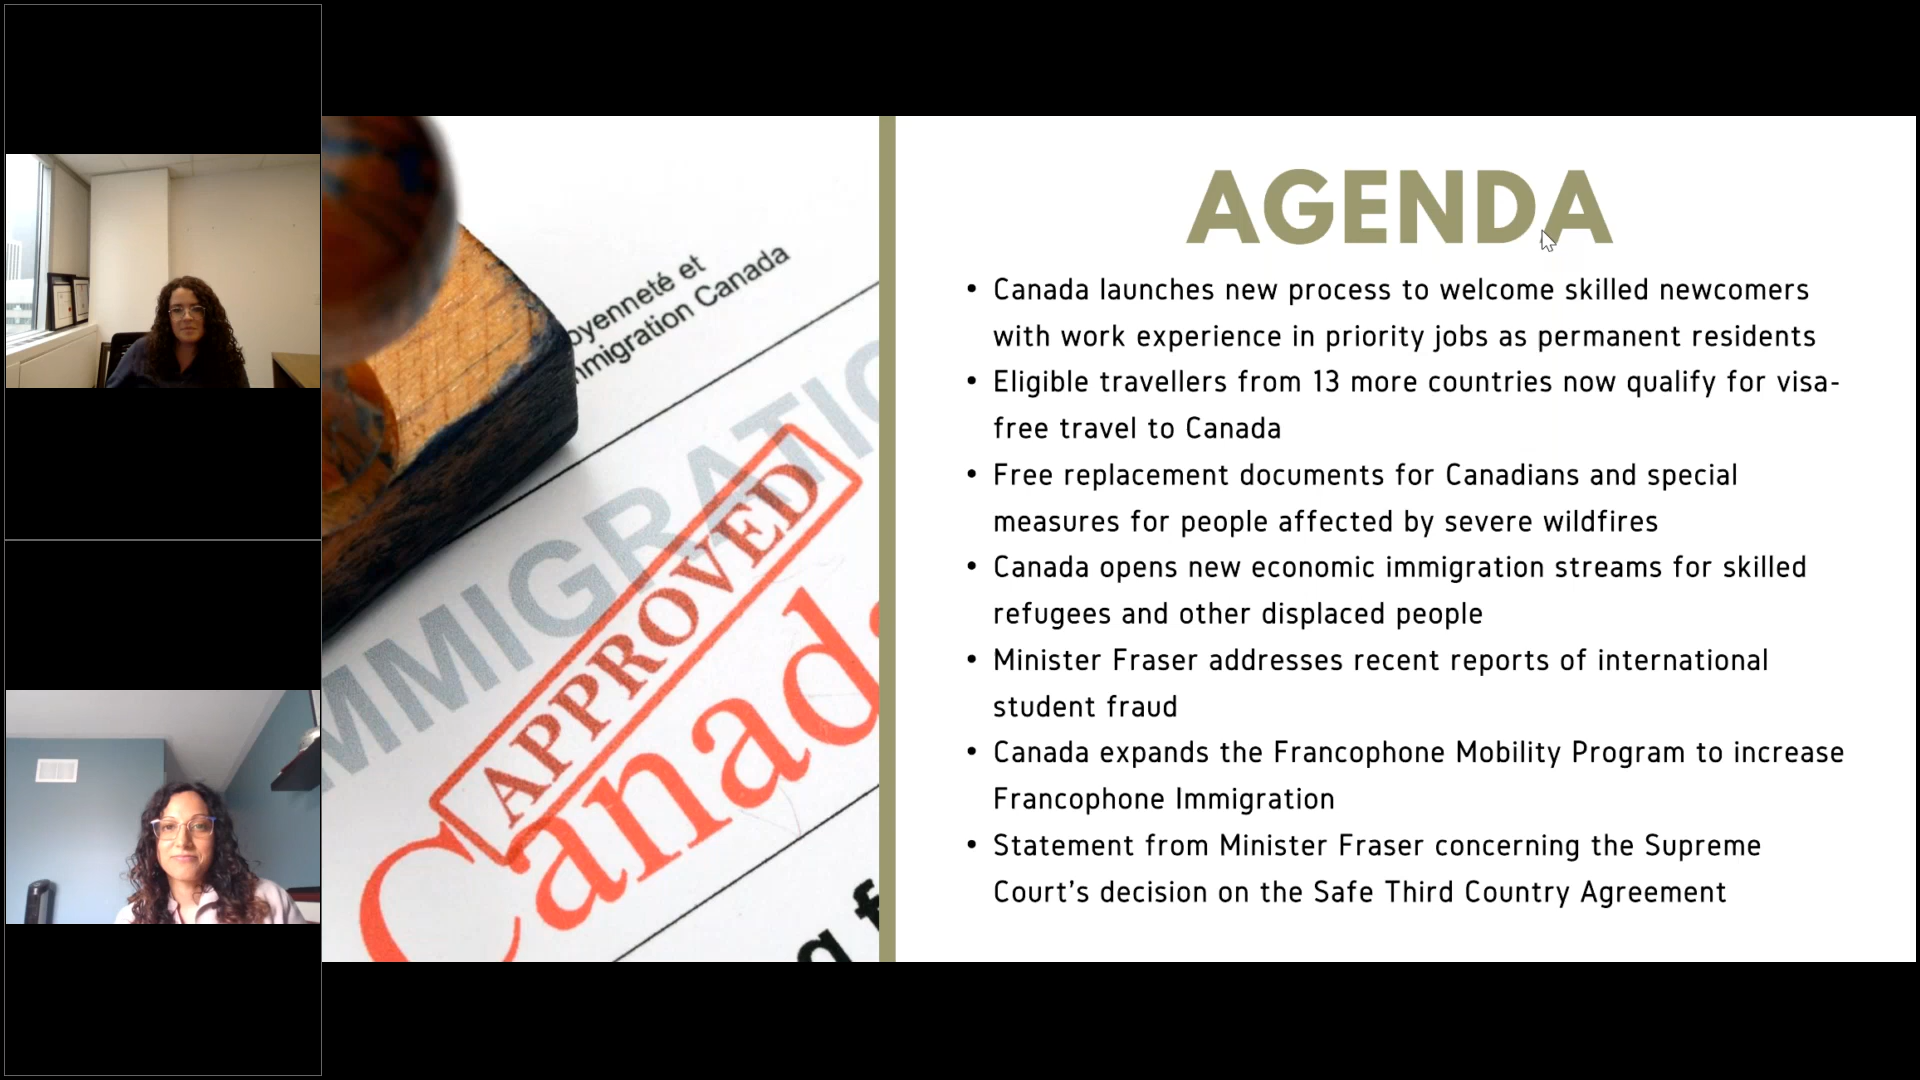 AGENDA
• Canada launches new process to welcome skilled newcomers
with work experience in priority jobs as permanent residents
• Eligible travellers from 13 more countries now qualify for visa-
free travel to Canada
• Free replacement documents for Canadians and special
measures for people affected by severe wildfires
• Canada opens new economic immigration streams for skilled
refugees and other displaced people
• Minister Fraser addresses recent reports of international
student fraud
• Canada expands the Francophone Mobility Program to increase
Francophone Immigration
• Statement from Minister Fraser concerning the Supreme
Court's decision on the Safe Third Country Agreement
oyenneté et
mmigration Canada
MMIGRATIO
APPROVED
Canada